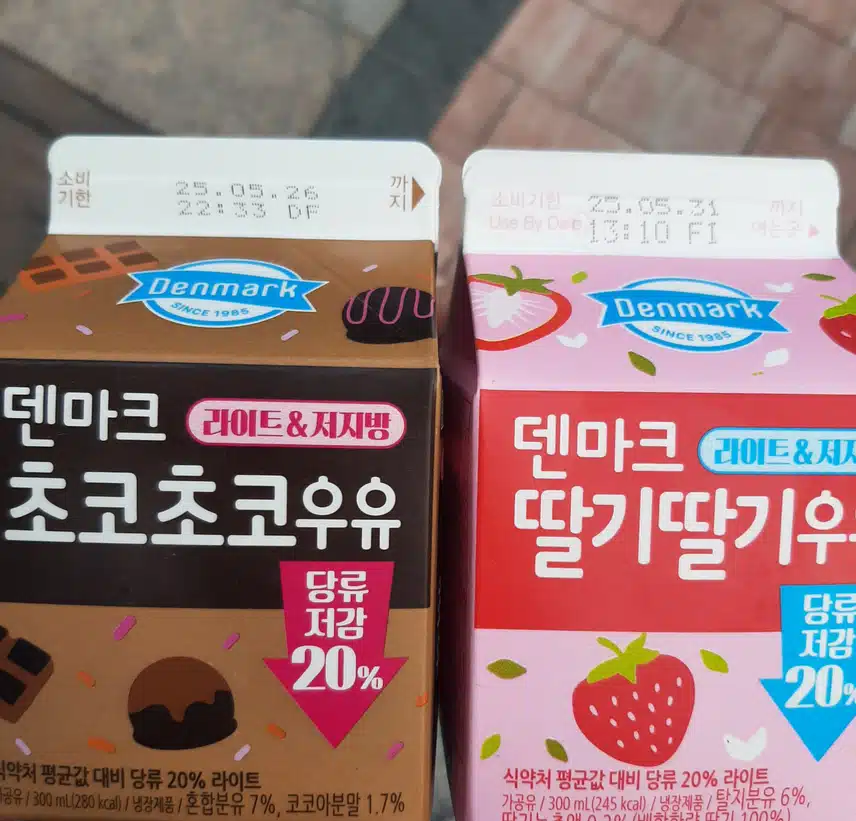 소비
기한
25.05.26
22:33 DF
까
지
Denmark
SINCE 1985
덴마크
라이트&저지방
초코초코우유
당류
저감
20%
식약처 평균값 대비 당류 20% 라이트
가공유 / 300 mL(280 kcal) / 냉장제품 / 혼합분유 7%, 코코아분말 1.7%
소비기한
Use By Date
25.05.31
13:10 FI
까지
여는곳
Denmark
SINCE 1985
덴마크
라이트&저지
딸기딸기우
당류
저감
20%
식약처 평균값 대비 당류 20% 라이트
가공유 / 300 mL(245 kcal) / 냉장제품 / 탈지분유 6%,